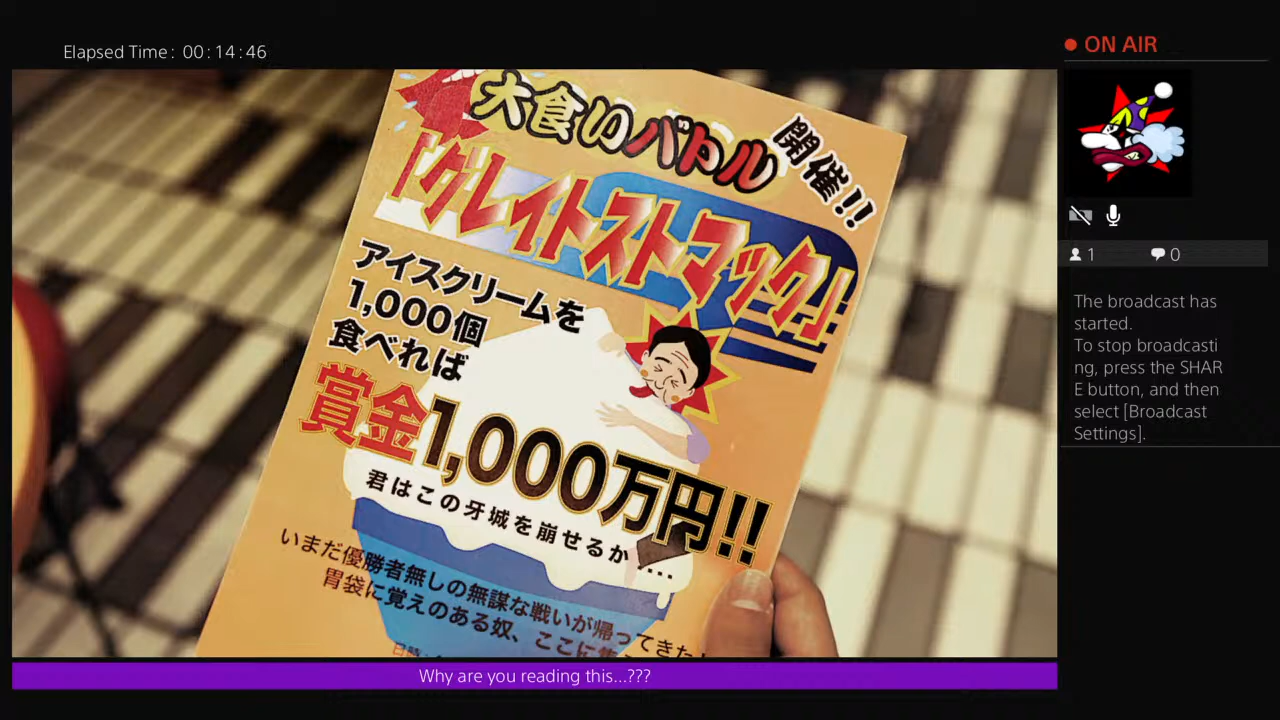 Elapsed Time: 00:14:46
大食いバトル
開催!!
「グレイトストマック」
アイスクリームを
1,000個
食べれば
賞金1,000万円!!
君はこの牙城を崩せるか....
いまだ優勝者無しの無謀な戦いが帰ってきた
胃袋に覚えのある奴、ここに
Why are you reading this...???
ON AIR
1
0
The broadcast has
started.
To stop broadcasti
ng, press the SHAR
E button, and then
select [Broadcast
Settings].